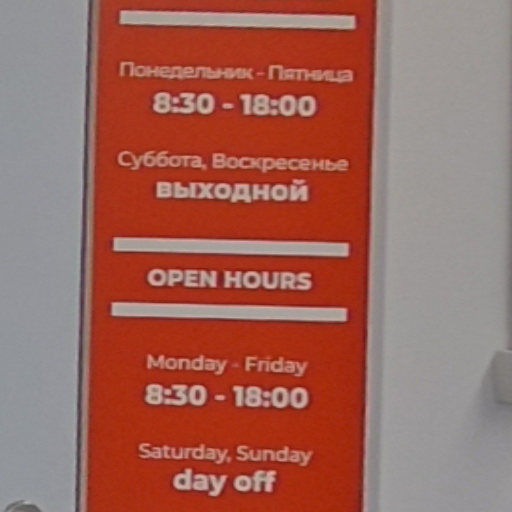 Понедельник - Пятница
8:30 - 18:00
Суббота, Воскресенье
выходной
OPEN HOURS
Monday - Friday
8:30 - 18:00
Saturday, Sunday
day off